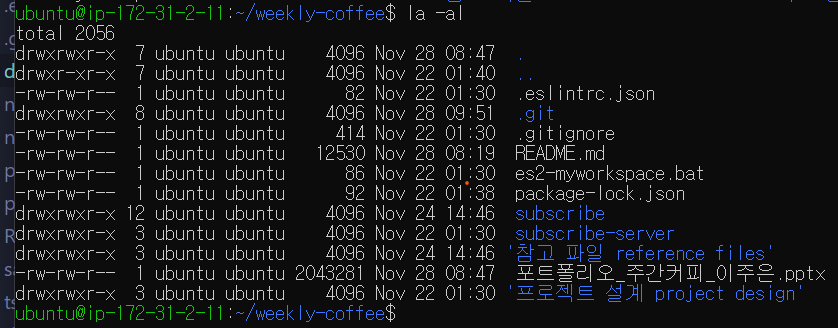 ubuntu@ip-172-31-2-11:~/weekly-coffee$ la -al
total 2056
drwxrwxr-x  7 ubuntu ubuntu    4096 Nov 28 08:47  .
drwxr-xr-x  7 ubuntu ubuntu    4096 Nov 22 01:40  ..
-rw-rw-r--  1 ubuntu ubuntu      82 Nov 22 01:30  .eslintrc.json
drwxrwxr-x  8 ubuntu ubuntu    4096 Nov 28 09:51  .git
-rw-rw-r--  1 ubuntu ubuntu     414 Nov 22 01:30  .gitignore
-rw-rw-r--  1 ubuntu ubuntu   12530 Nov 28 08:19  README.md
-rw-rw-r--  1 ubuntu ubuntu      86 Nov 22 01:30  es2-myworkspace.bat
-rw-rw-r--  1 ubuntu ubuntu      92 Nov 22 01:38  package-lock.json
drwxrwxr-x 12 ubuntu ubuntu    4096 Nov 24 14:46  subscribe
drwxrwxr-x  3 ubuntu ubuntu    4096 Nov 22 01:30  subscribe-server
drwxrwxr-x  3 ubuntu ubuntu    4096 Nov 24 14:46 '참고 파일 reference files'
-rw-rw-r--  1 ubuntu ubuntu 2043281 Nov 28 08:47  포트폴리오_주간커피_이주은.pptx
drwxrwxr-x  3 ubuntu ubuntu    4096 Nov 22 01:30 '프로젝트 설계 project design'
ubuntu@ip-172-31-2-11:~/weekly-coffee$